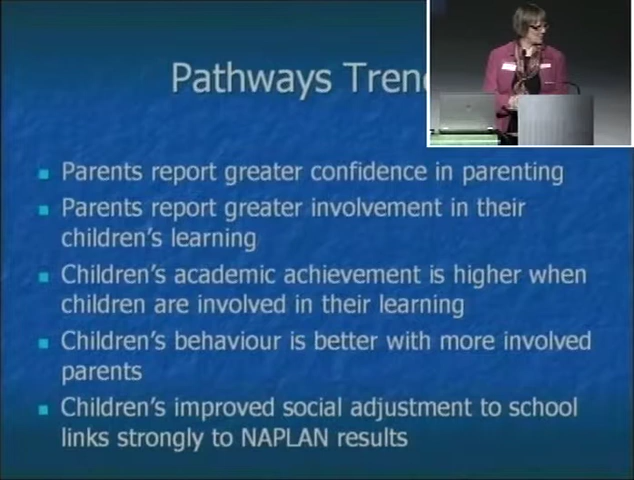 Pathways Tren
Parents report greater confidence in parenting
Parents report greater involvement in their
children's learning
Children's academic achievement is higher when
children are involved in their learning
Children's behaviour is better with more involved
parents
Children's improved social adjustment to school
links strongly to NAPLAN results